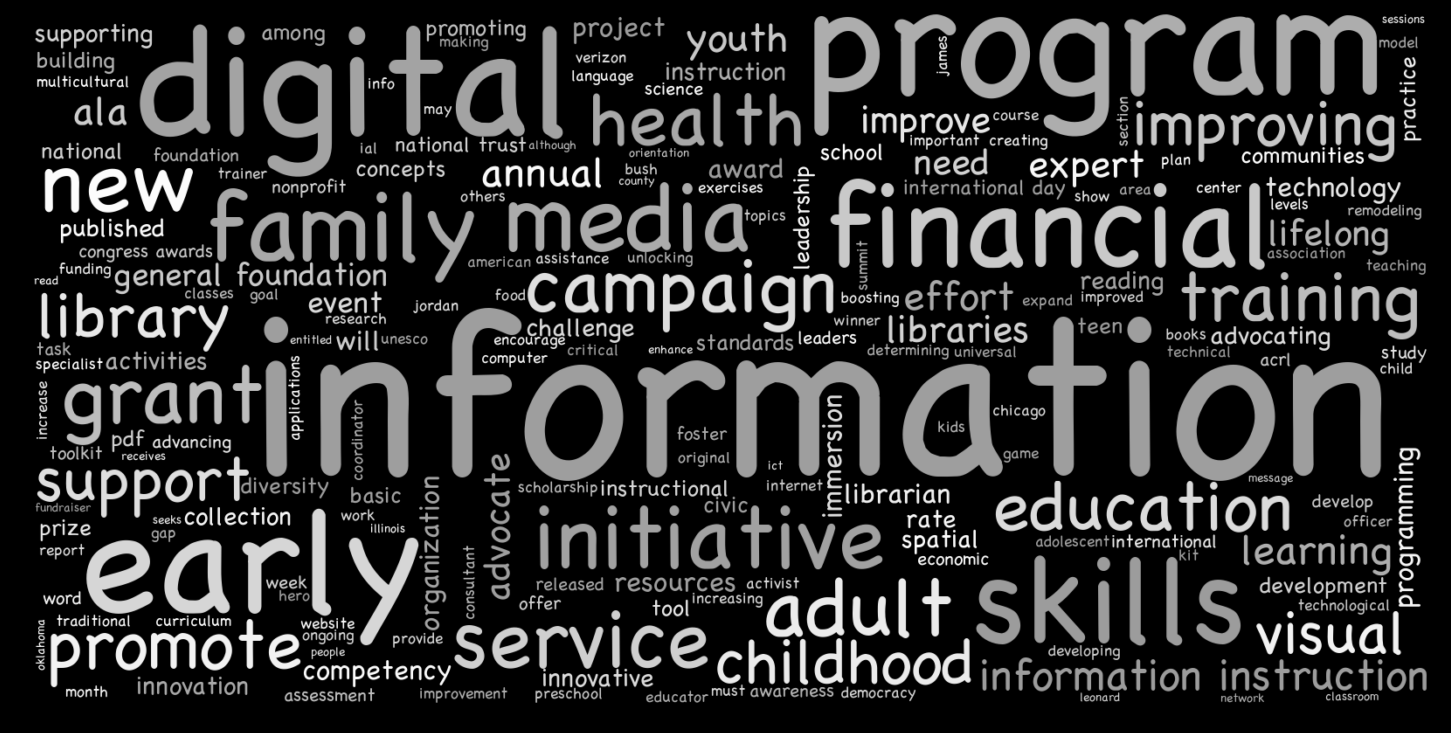 supporting
among
promoting
making
project
youth
program
sessions
building
digital
info
verizon
language
instruction
james
model
multicultural
science
practice
ala
may
health
improve
course
section
improving
national
foundation
ial
national trust
although
orientation
important
creating
school
need
expert
plan
communities
trainer
nonprofit
concepts
annual
bush
county
award
exercises
leadership
international day
show
area
center
technology
levels
remodeling
new
published
family
others
media
topics
financial
lifelong
association
teaching
congress awards
american
assistance
unlocking
summit
read
funding
general foundation
classes
goal
event
research
jordan
food
campaign
boosting
effort
expand
reading
improved
training
library
entitled
will
unesco
challenge
encourage
computer
critical
enhance
standards
leaders
winner
libraries
determining
universal
teen
books
advocating
technical
acrl
study
child
task
specialist
activities
grant
information
increase
applications
coordinator
pdf
advancing
toolkit
receives
foster
original
immersion
kids
chicago
game
support
diversity
basic
organization
advocate
scholarship
instructional
ict
internet
librarian
message
programming
fundraiser
prize
seeks
gap
collection
work
illinois
civic
rate
spatial
economic
education
develop
officer
report
early
initiative
adolescent
international
kit
learning
word
week
hero
consultant
released
resources
activist
offer
tool
increasing
adult
skills
development
technological
traditional
curriculum
website
ongoing
people
provide
service
visual
oklahoma
promote
competency
innovative
childhood
developing
information instruction
month
innovation
assessment
improvement
preschool
educator
must
awareness
democracy
leonard
network
classroom